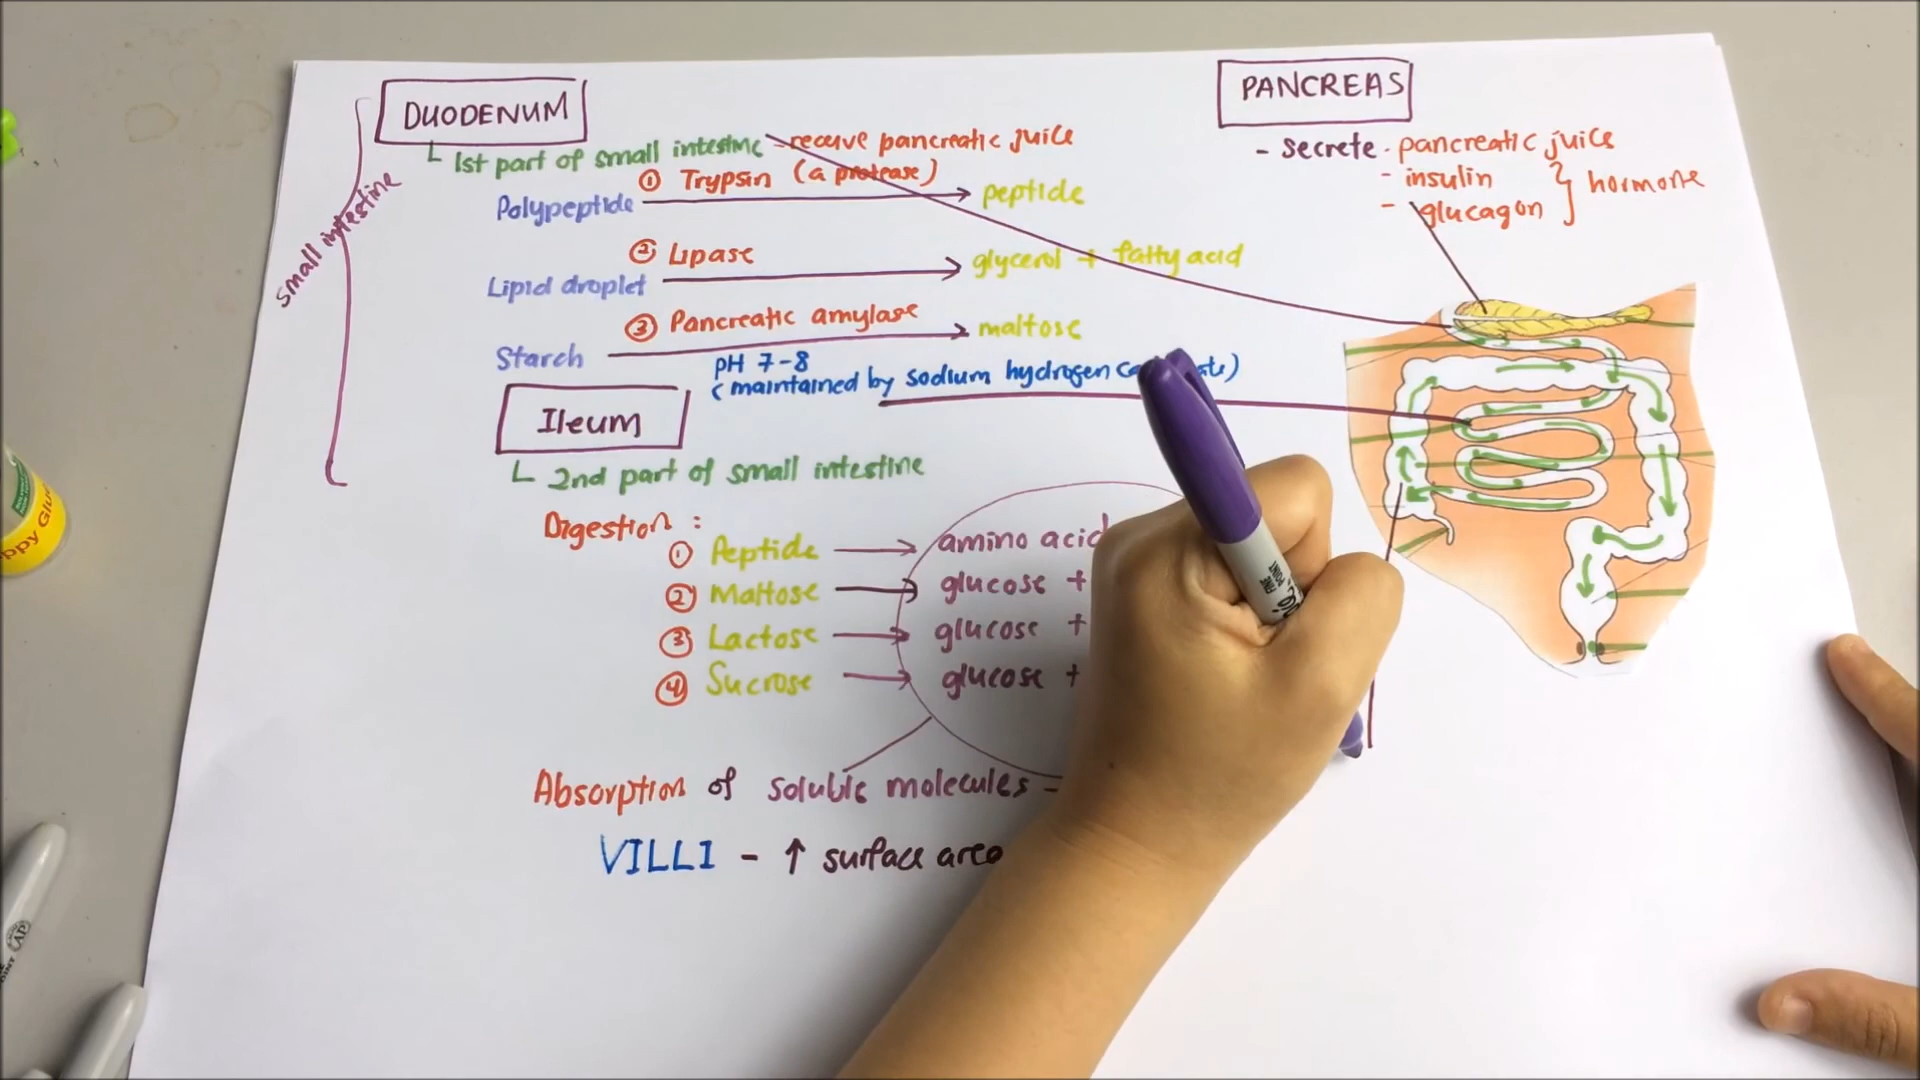 DUODENUM
1st part of small intestine - receive pancreatic juice
① Trypsin (a protease)
Polypeptide peptide
② Lipase
Lipid droplet glycerol + fatty acid
③ Pancreatic amylase
Starch maltose
pH 7-8
(maintained by sodium hydrogen
small intestine
Ileum
2nd part of small intestine
Digestion :
① Peptide → amino acid
② Maltose → glucose +
③ Lactose → glucose +
④ Sucrose → glucose +
Absorption of soluble molecules -
VILLI - ↑ surface area
PANCREAS
- secrete - pancreatic juice
- insulin
- glucagon } hormone
FINE
POINT